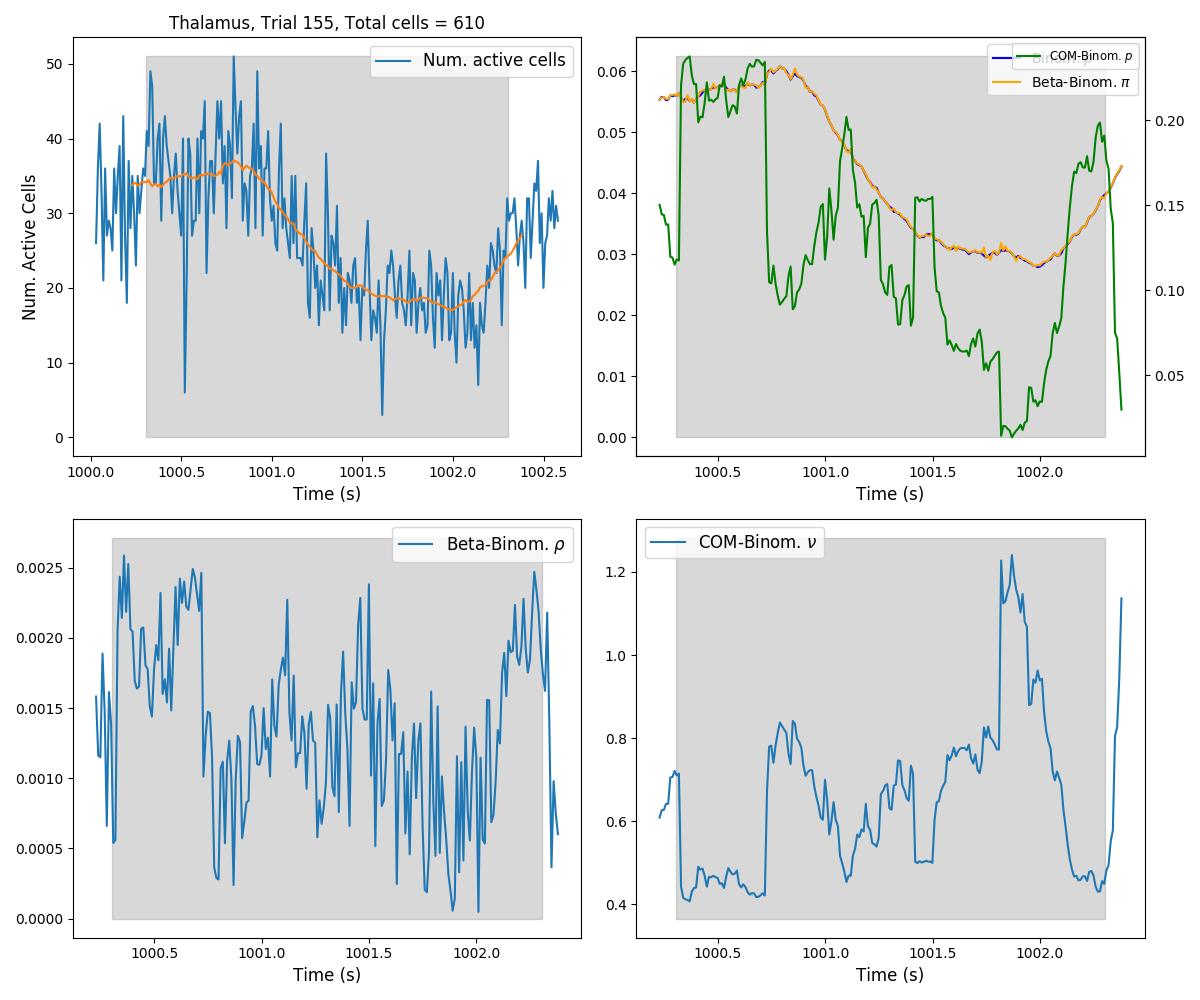 Thalamus, Trial 155, Total cells = 610
Num. active cells
Num. Active Cells
50
40
30
20
10
0
1000.0 1000.5 1001.0 1001.5 1002.0 1002.5
Time (s)
COM-Binom. p
Beta-Binom. π
0.06
0.05
0.04
0.03
0.02
0.01
0.00
0.20
0.15
0.10
0.05
1000.5 1001.0 1001.5 1002.0
Time (s)
Beta-Binom. ρ
0.0025
0.0020
0.0015
0.0010
0.0005
0.0000
1000.5 1001.0 1001.5 1002.0
Time (s)
COM-Binom. ν
1.2
1.0
0.8
0.6
0.4
1000.5 1001.0 1001.5 1002.0
Time (s)